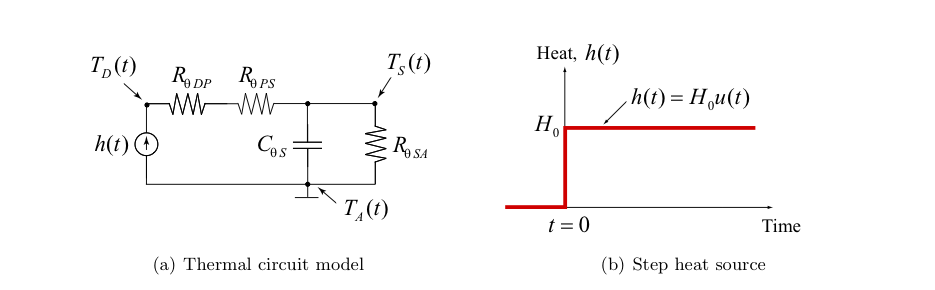 T_D(t)
R_θDP
R_θPS
T_S(t)
h(t)
C_θS
R_θSA
T_A(t)
(a) Thermal circuit model
Heat, h(t)
h(t) = H_0u(t)
H_0
t = 0
Time
(b) Step heat source